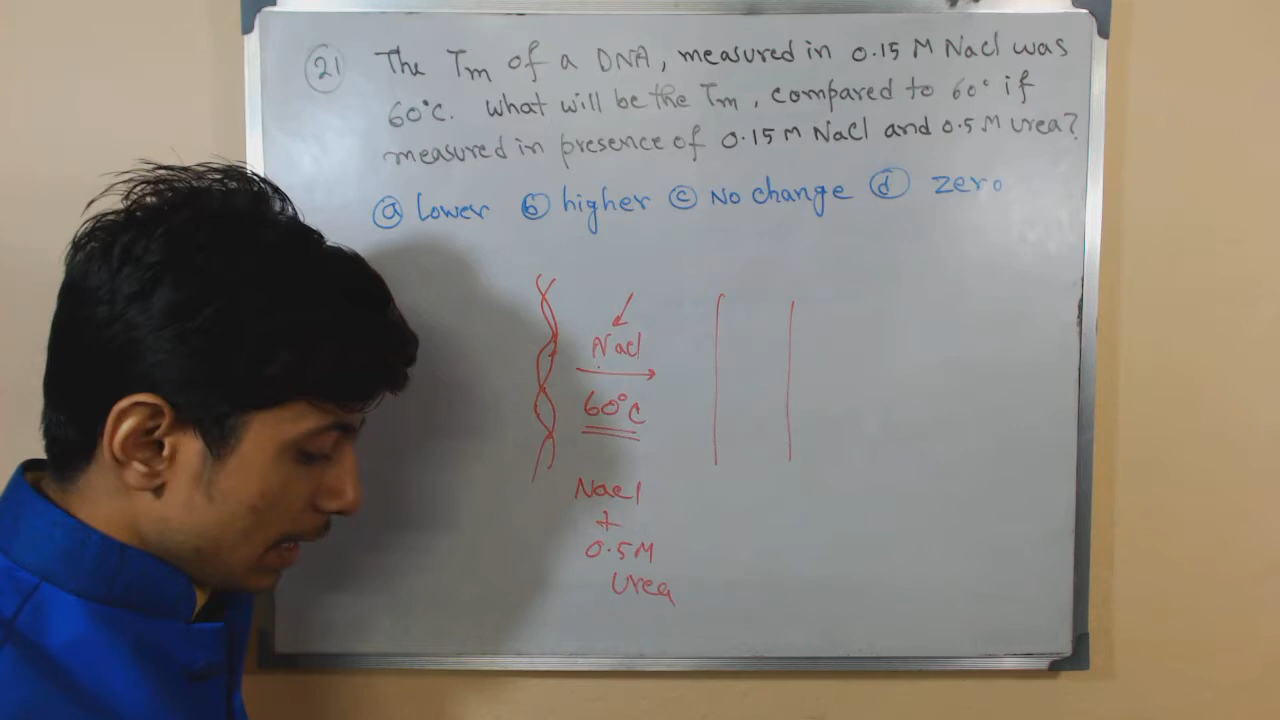 21 The Tm of a DNA, measured in 0.15 M Nacl was
60°C. What will be the Tm, compared to 60° if
measured in presence of 0.15M NaCl and 0.5M Urea?
a lower b higher c No change d zero
Nacl
60°C
Nacl
+
0.5M
Urea